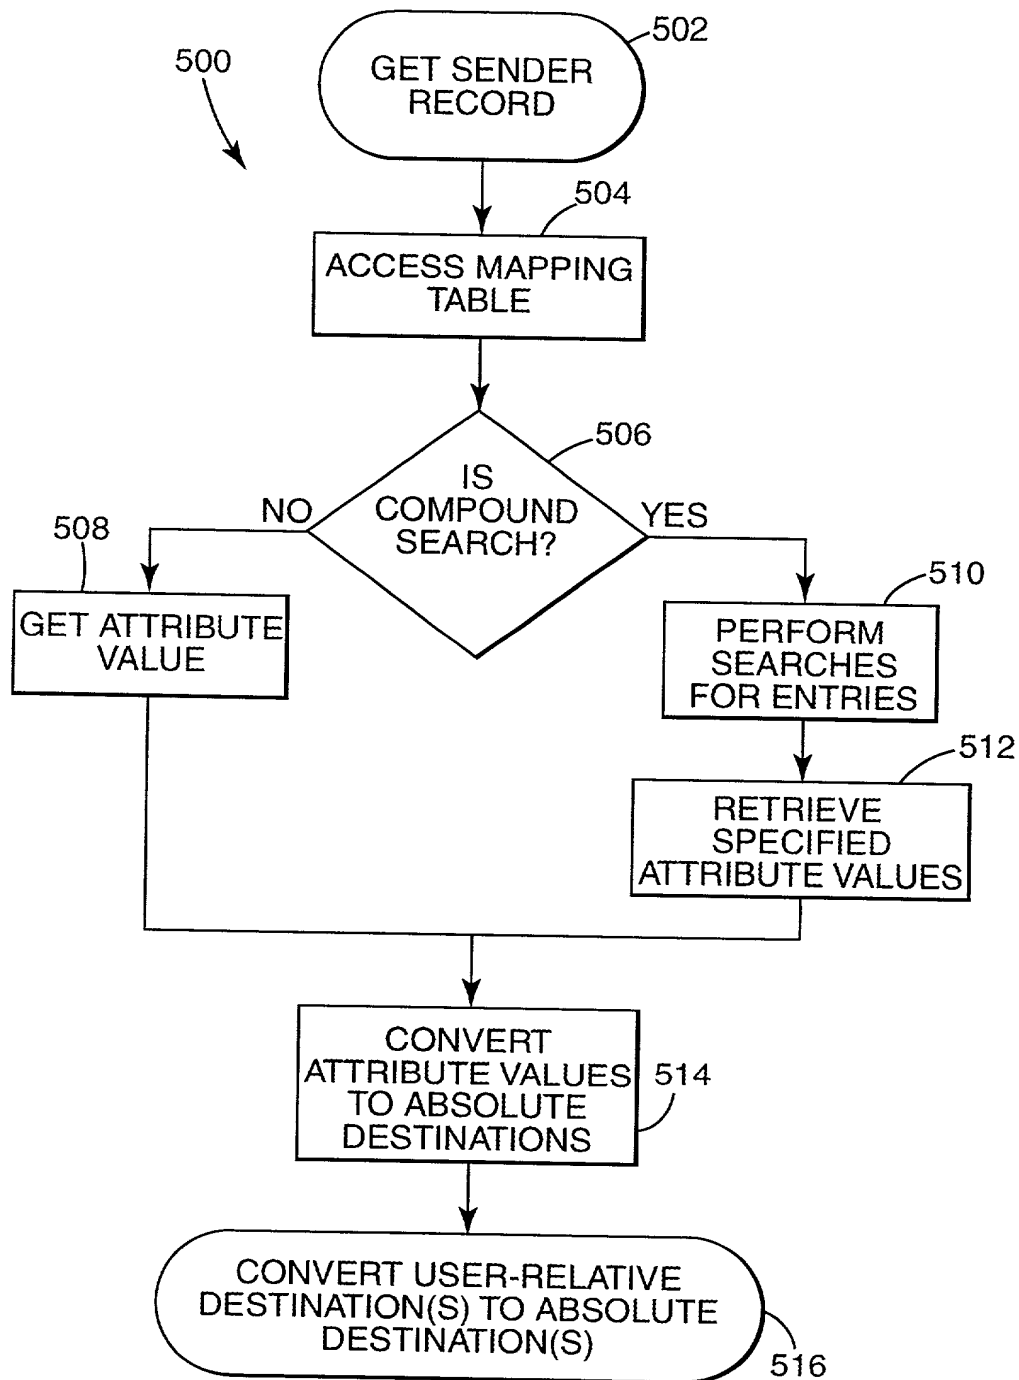 502
500
GET SENDER
RECORD
504
ACCESS MAPPING
TABLE
506
IS
COMPOUND
SEARCH?
NO
YES
508
GET ATTRIBUTE
VALUE
510
PERFORM
SEARCHES
FOR ENTRIES
512
RETRIEVE
SPECIFIED
ATTRIBUTE VALUES
CONVERT
ATTRIBUTE VALUES
TO ABSOLUTE
DESTINATIONS
514
CONVERT USER-RELATIVE
DESTINATION(S) TO ABSOLUTE
DESTINATION(S)
516